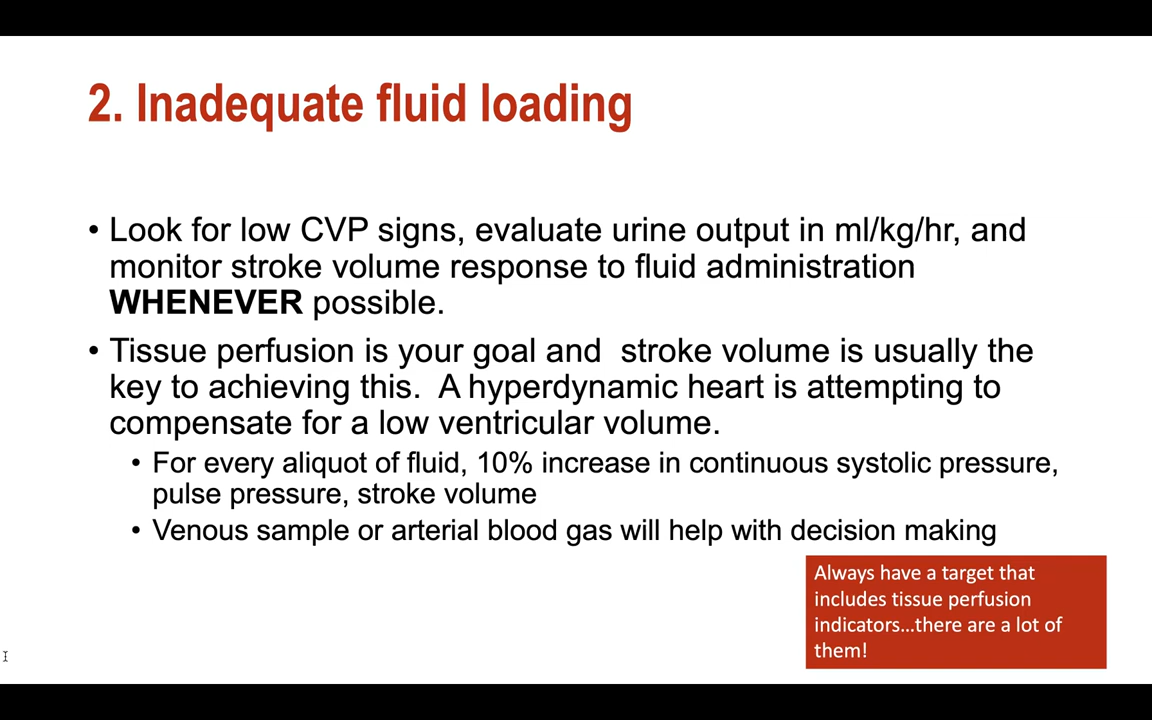 2. Inadequate fluid loading
• Look for low CVP signs, evaluate urine output in ml/kg/hr, and
monitor stroke volume response to fluid administration
WHENEVER possible.
• Tissue perfusion is your goal and  stroke volume is usually the
key to achieving this.  A hyperdynamic heart is attempting to
compensate for a low ventricular volume.
• For every aliquot of fluid, 10% increase in continuous systolic pressure,
pulse pressure, stroke volume
• Venous sample or arterial blood gas will help with decision making
Always have a target that
includes tissue perfusion
indicators...there are a lot of
them!